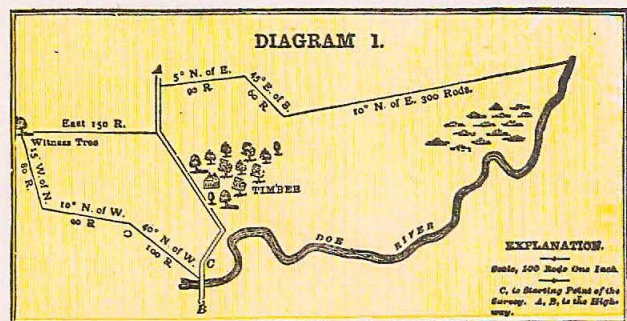 DIAGRAM 1.
A
5° N. of E.
90 R.
45° E. of S.
60 R.
10° N. of E. 300 Rods.
East 150 R.
Witness Tree
15 W. of N.
80 R.
10° N. of W.
C
40° N. of W.
100 R.
C
B
TIMBER
DOE RIVER
EXPLANATION.
Scale, 100 Rods One Inch.
C, is Starting Point of the
Survey. A, B, is the High-
way.